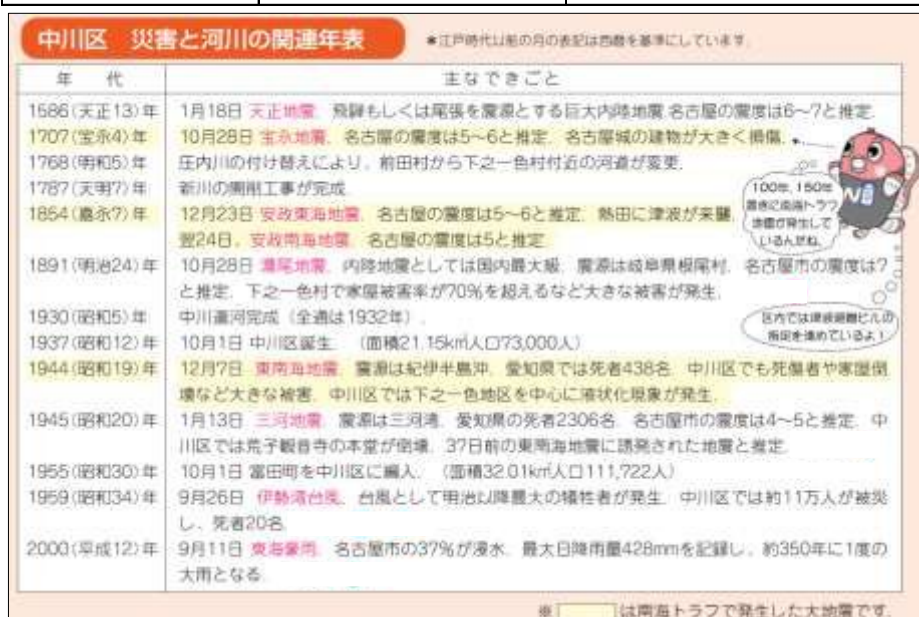 中川区 災害と河川の関連年表
＊江戸時代以前の月の表記は西暦を基準にしています.
年 代 主なできごと
1586(天正13)年 1月18日 天正地震. 飛騨もしくは尾張を震源とする巨大内陸地震.名古屋の震度は6～7と推定.
1707(宝永4)年 10月28日 宝永地震. 名古屋の震度は5～6と推定. 名古屋城の建物が大きく損傷.
1768(明和5)年 庄内川の付け替えにより、前田村から下之一色村付近の河道が変更.
1787(天明7)年 新川の開削工事が完成.
1854(嘉永7)年 12月23日 安政東海地震. 名古屋の震度は5～6と推定. 熱田に津波が来襲.
翌24日、安政南海地震. 名古屋の震度は5と推定.
100年、150年
置きに南海トラフ
地震が発生して
いるんだね.
1891(明治24)年 10月28日 濃尾地震. 内陸地震としては国内最大級. 震源は岐阜県根尾村. 名古屋市の震度は7
と推定. 下之一色村で家屋被害率が70%を超えるなど大きな被害が発生.
1930(昭和5)年 中川運河完成（全通は1932年）.
1937(昭和12)年 10月1日 中川区誕生. （面積21.15km²人口73,000人）
区内では津波避難ビルの
指定を進めているよ！
1944(昭和19)年 12月7日 東南海地震. 震源は紀伊半島沖. 愛知県では死者438名. 中川区でも死傷者や家屋倒
壊など大きな被害. 中川区では下之一色地区を中心に液状化現象が発生.
1945(昭和20)年 1月13日 三河地震. 震源は三河湾. 愛知県の死者2306名. 名古屋市の震度は4～5と推定. 中
川区では荒子観音寺の本堂が倒壊. 37日前の東南海地震に誘発された地震と推定.
1955(昭和30)年 10月1日 富田町を中川区に編入. （面積32.01km²人口111,722人）
1959(昭和34)年 9月26日 伊勢湾台風. 台風として明治以降最大の犠牲者が発生. 中川区では約11万人が被災
し、死者20名.
2000(平成12)年 9月11日 東海豪雨. 名古屋市の37%が浸水. 最大日降雨量428mmを記録し、約350年に1度の
大雨となる.
※ は南海トラフで発生した大地震です.